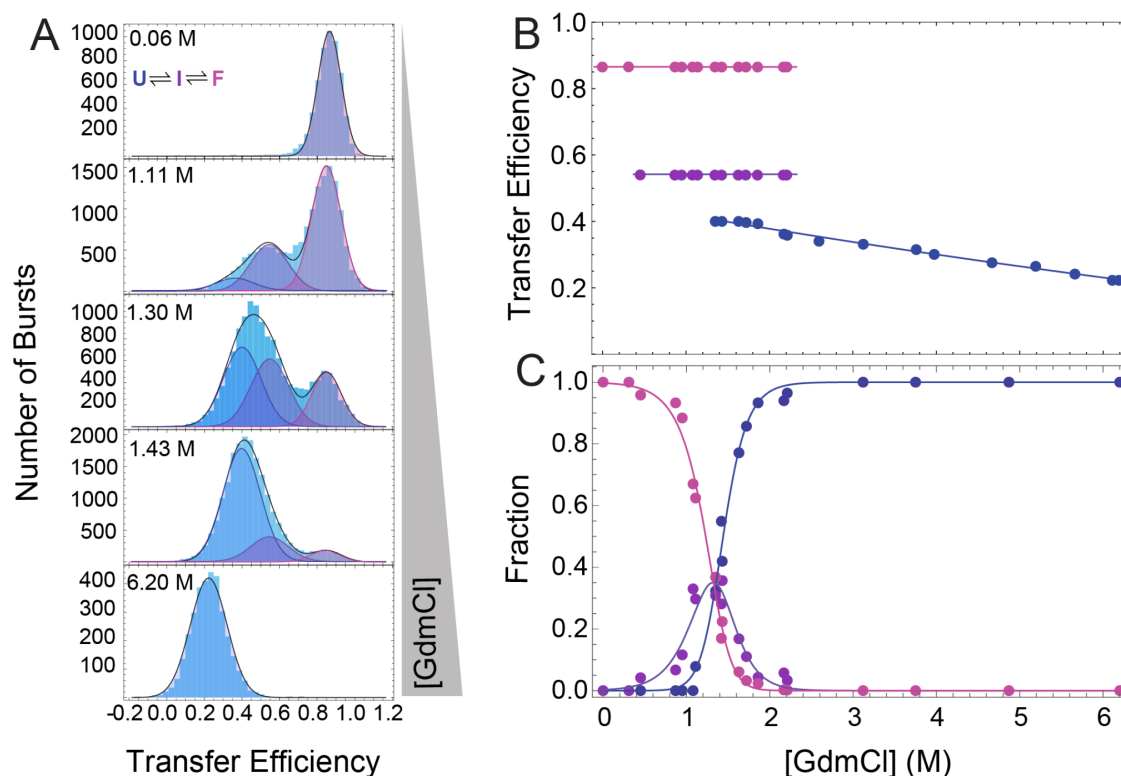 A
Number of Bursts
1000
800
600
400
200
0.06 M
U ⇌ I ⇌ F
1500
1000
500
1.11 M
1000
800
600
400
200
1.30 M
2000
1500
1000
500
1.43 M
400
300
200
100
6.20 M
-0.2 0.0 0.2 0.4 0.6 0.8 1.0 1.2
Transfer Efficiency
[GdmCl]
B
Transfer Efficiency
1.0
0.8
0.6
0.4
0.2
C
Fraction
1.0
0.8
0.6
0.4
0.2
0.0
0 1 2 3 4 5 6
[GdmCl] (M)